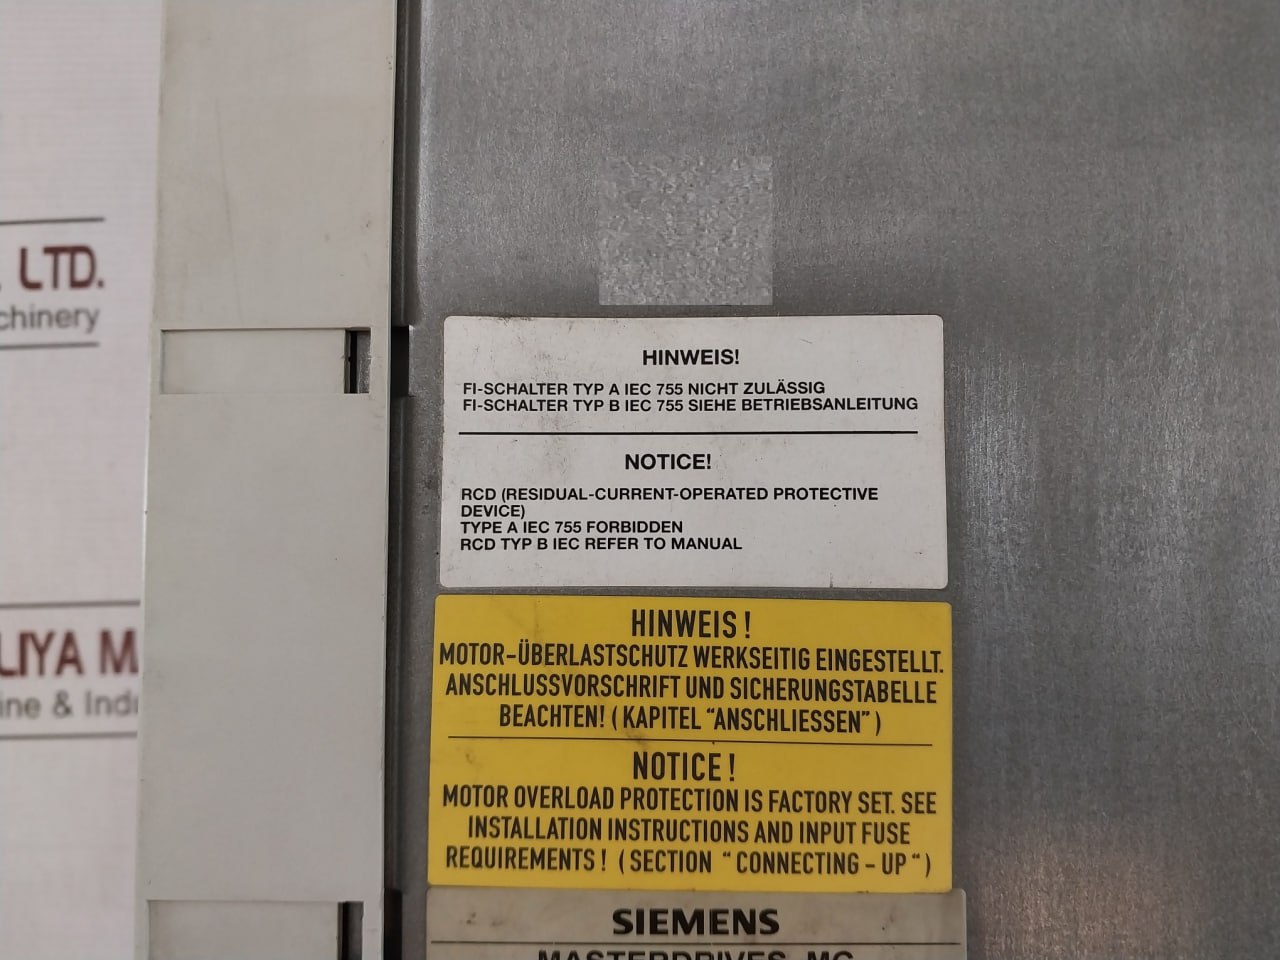 LTD.
chinery
LIYA M
ine & Indu
HINWEIS!
FI-SCHALTER TYP A IEC 755 NICHT ZULÄSSIG
FI-SCHALTER TYP B IEC 755 SIEHE BETRIEBSANLEITUNG
NOTICE!
RCD (RESIDUAL-CURRENT-OPERATED PROTECTIVE
DEVICE)
TYPE A IEC 755 FORBIDDEN
RCD TYP B IEC REFER TO MANUAL
HINWEIS!
MOTOR-ÜBERLASTSCHUTZ WERKSEITIG EINGESTELLT.
ANSCHLUSSVORSCHRIFT UND SICHERUNGSTABELLE
BEACHTEN! (KAPITEL "ANSCHLIESSEN")
NOTICE!
MOTOR OVERLOAD PROTECTION IS FACTORY SET. SEE
INSTALLATION INSTRUCTIONS AND INPUT FUSE
REQUIREMENTS! (SECTION "CONNECTING-UP")
SIEMENS
MASTERDRIVES MC